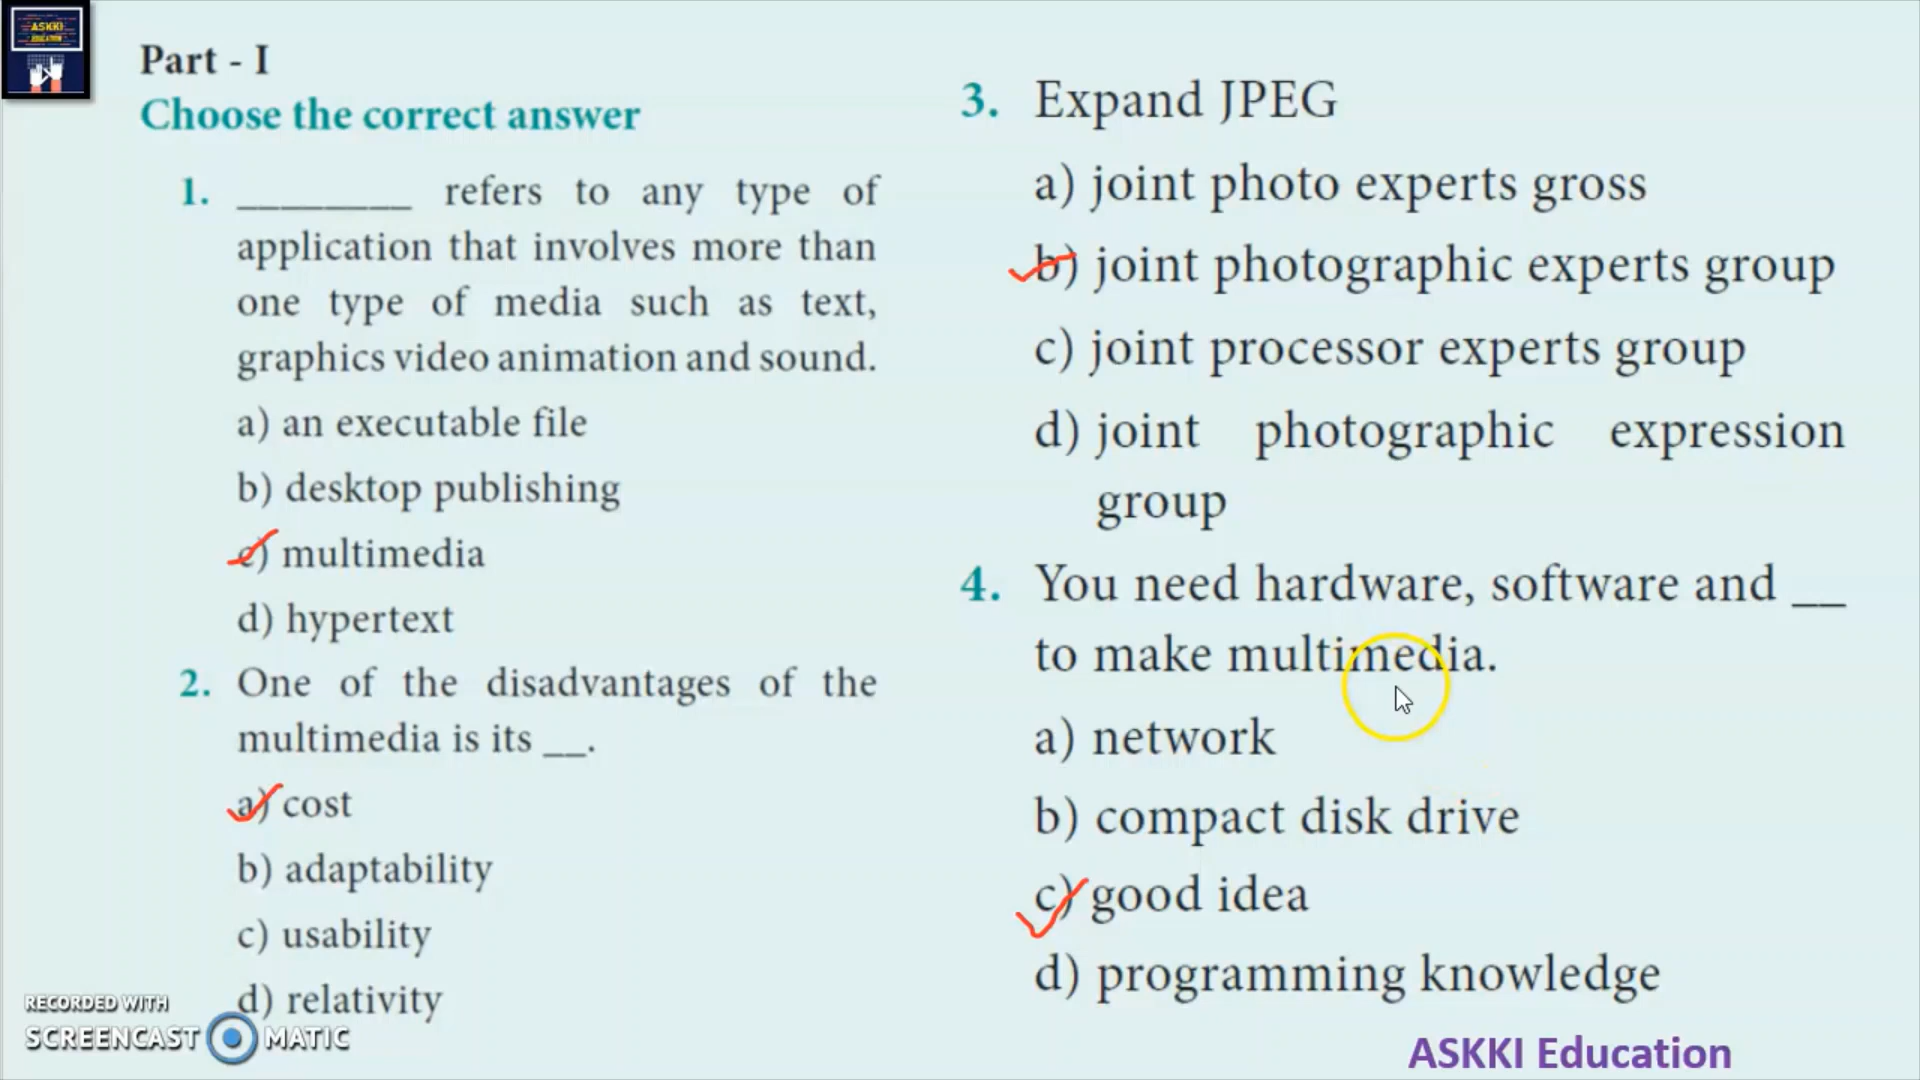 ASKKI
EDUCATION
Part - I
Choose the correct answer
1. ________ refers to any type of
application that involves more than
one type of media such as text,
graphics video animation and sound.
a) an executable file
b) desktop publishing
c) multimedia
d) hypertext
2. One of the disadvantages of the
multimedia is its __.
a) cost
b) adaptability
c) usability
d) relativity
3. Expand JPEG
a) joint photo experts gross
b) joint photographic experts group
c) joint processor experts group
d) joint photographic expression
group
4. You need hardware, software and __
to make multimedia.
a) network
b) compact disk drive
c) good idea
d) programming knowledge
RECORDED WITH
SCREENCAST MATIC
ASKKI Education